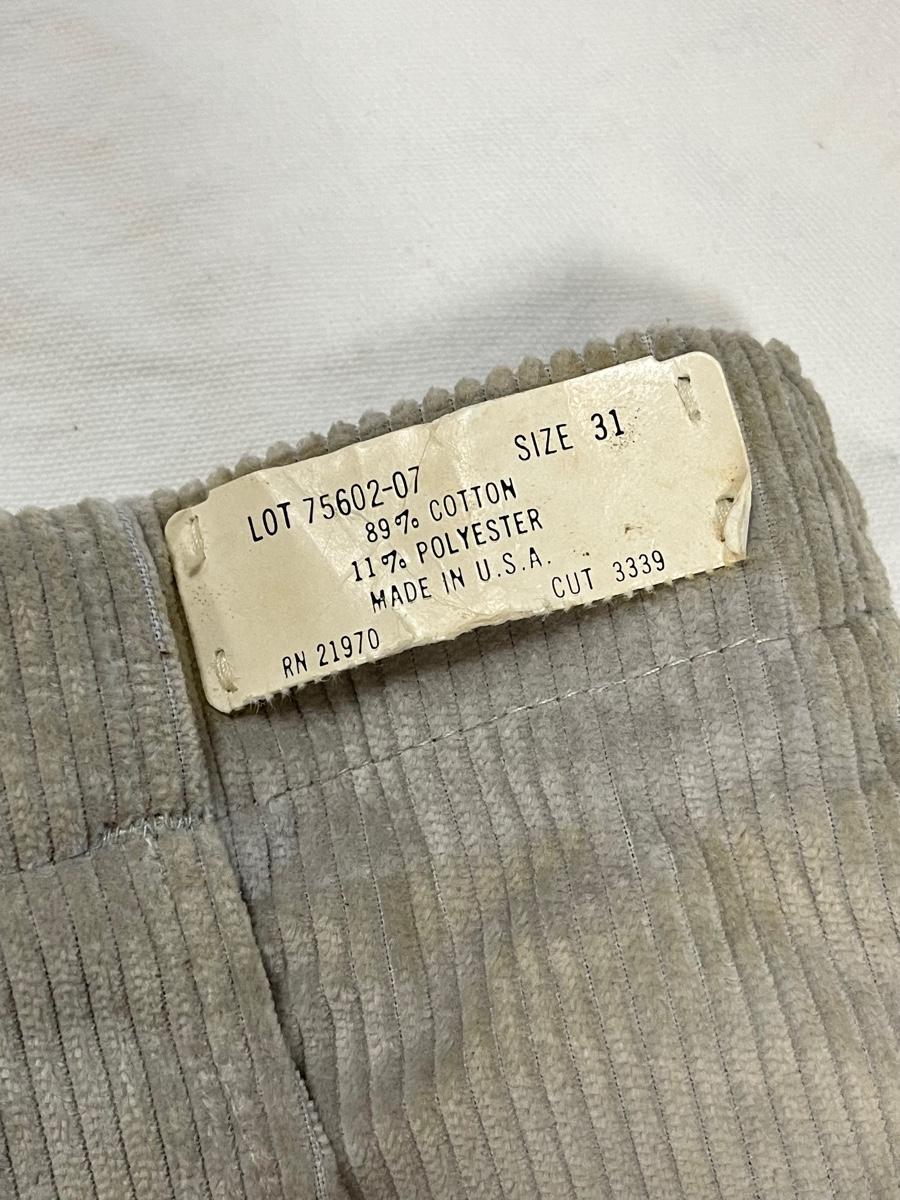 LOT 75602-07 SIZE 31
89% COTTON
11% POLYESTER
MADE IN U.S.A.
RN 21970 CUT 3339